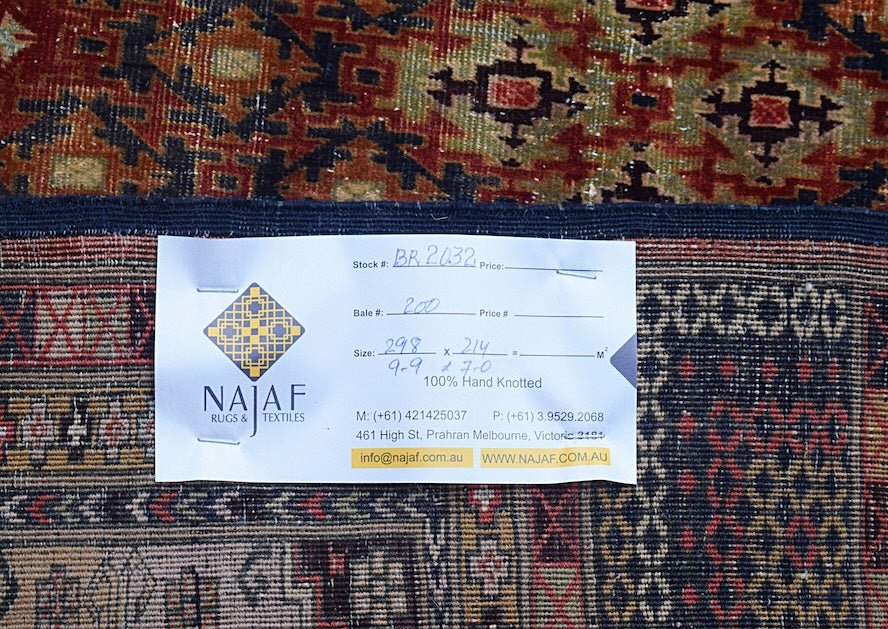 NAJAF
RUGS & TEXTILES
Stock #: BR 2032 Price:
Bale #: 200 Price #
Size: 298 X 214 = M²
9-9 x 7-0
100% Hand Knotted
M: (+61) 421425037 P: (+61) 3.9529.2068
461 High St, Prahran Melbourne, Victoria 3181
info@najaf.com.au WWW.NAJAF.COM.AU